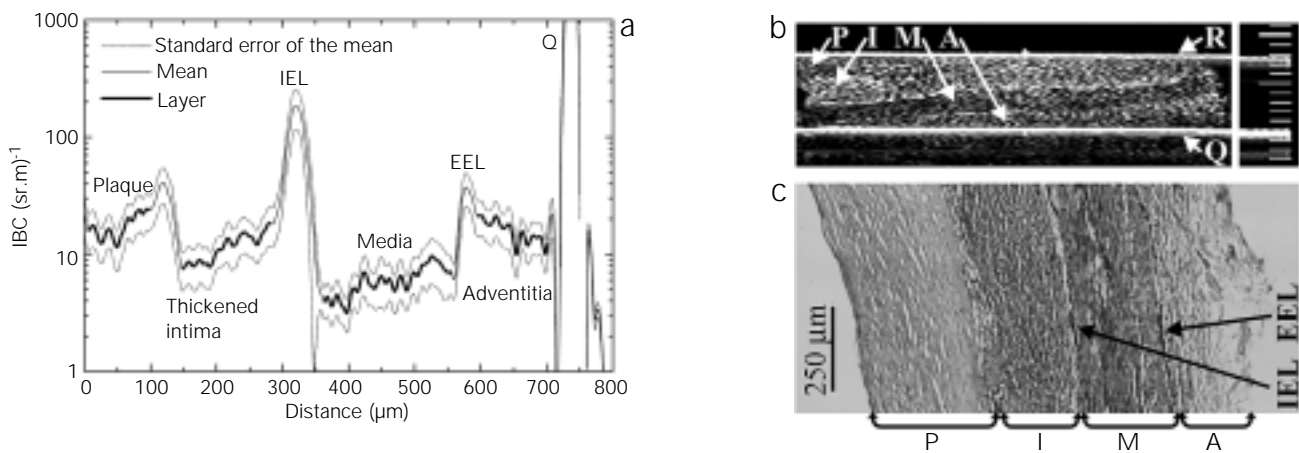 a
1000
100
10
1
IBC (sr.m)-1
Standard error of the mean
Mean
Layer
Plaque
Thickened
intima
IEL
Media
EEL
Adventitia
Q
0 100 200 300 400 500 600 700 800
Distance (µm)
b
P I M A R
Q
c
250 µm
IEL EEL
P I M A